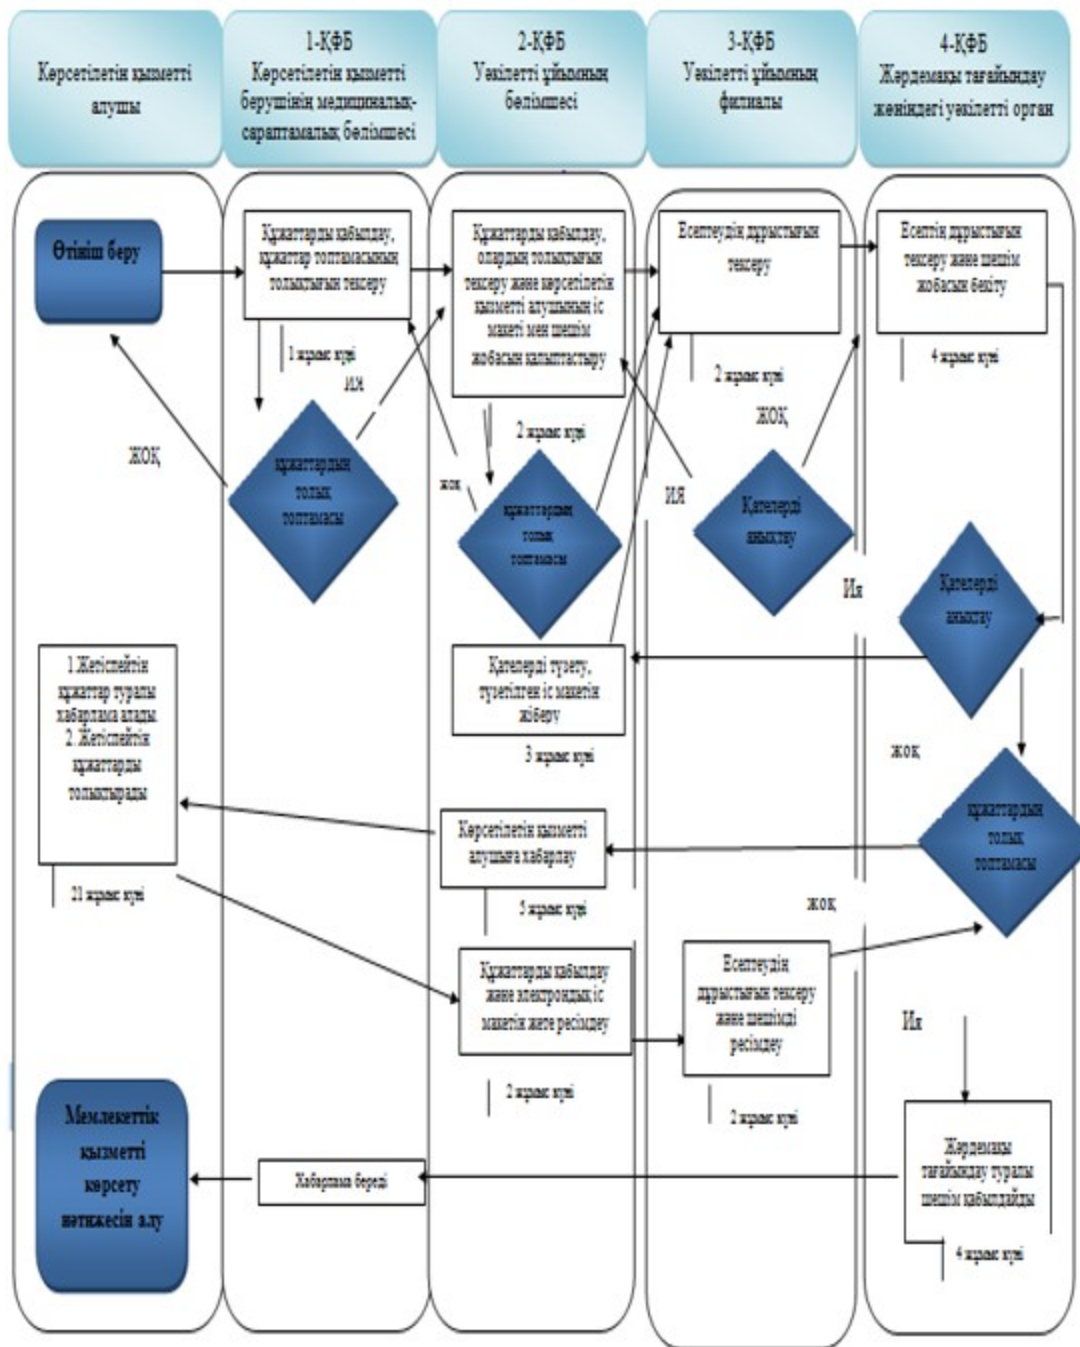 Көрсетілетін қызметті
алушы
1-ҚФБ
Көрсетілетін қызметті
берушінің медициналық-
сараптамалық бөлімшесі
2-ҚФБ
Уәкілетті ұйымның
бөлімшесі
3-ҚФБ
Уәкілетті ұйымның
филиалы
4-ҚФБ
Жәрдемақы тағайындау
жөніндегі уәкілетті орган
Өтініш беру
Құжаттарды қабылдау,
құжаттар топтамасының
толықтығын тексеру
1 жұмыс күні
Құжаттарды қабылдау,
олардың толықтығын
тексеру және көрсетілетін
қызметті алушының іс
макеті мен шешім
жобасын қалыптастыру
2 жұмыс күні
Есептеудің дұрыстығын
тексеру
2 жұмыс күні
Есептің дұрыстығын
тексеру және шешім
жобасын бекіту
4 жұмыс күні
ИЯ
ЖОҚ
құжаттардың
толық
топтамасы
жоқ
құжаттардың
толық
топтамасы
ИЯ
ЖОҚ
Қателерді
анықтау
Ия
Қателерді
анықтау
1 Жетіспейтін
құжаттар туралы
хабарлама алады
2. Жетіспейтін
құжаттарды
толықтырады
21 жұмыс күні
Қателерді түзету,
түзетілген іс макетін
жіберу
3 жұмыс күні
жоқ
құжаттардың
толық
топтамасы
Көрсетілетін қызметті
алушыға хабарлау
5 жұмыс күні
жоқ
Құжаттарды қабылдау
және электрондық іс
макетін жете ресімдеу
2 жұмыс күні
Есептеудің
дұрыстығын тексеру
және шешімді
ресімдеу
2 жұмыс күні
Ия
Мемлекеттік
қызметті
көрсету
нәтижесін алу
Хабарлама береді
Жәрдемақы
тағайындау туралы
шешім қабылдайды
4 жұмыс күні